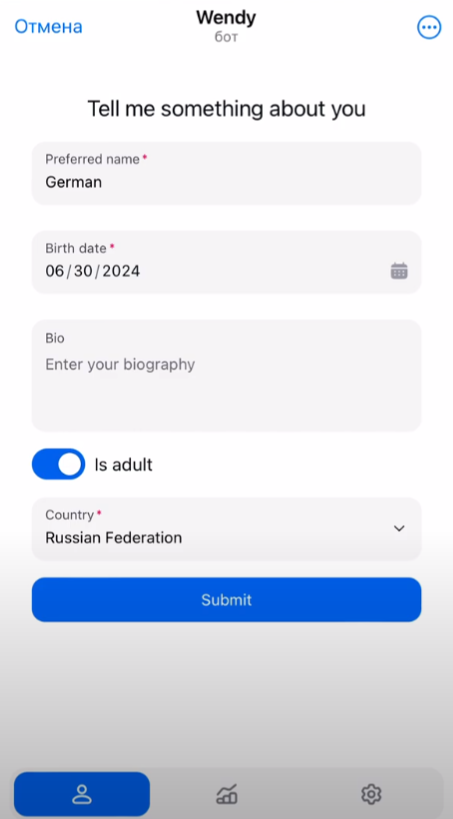 Отмена
Wendy
бот
Tell me something about you
Preferred name *
German
Birth date *
06/30/2024
Bio
Enter your biography
Is adult
Country *
Russian Federation
Submit